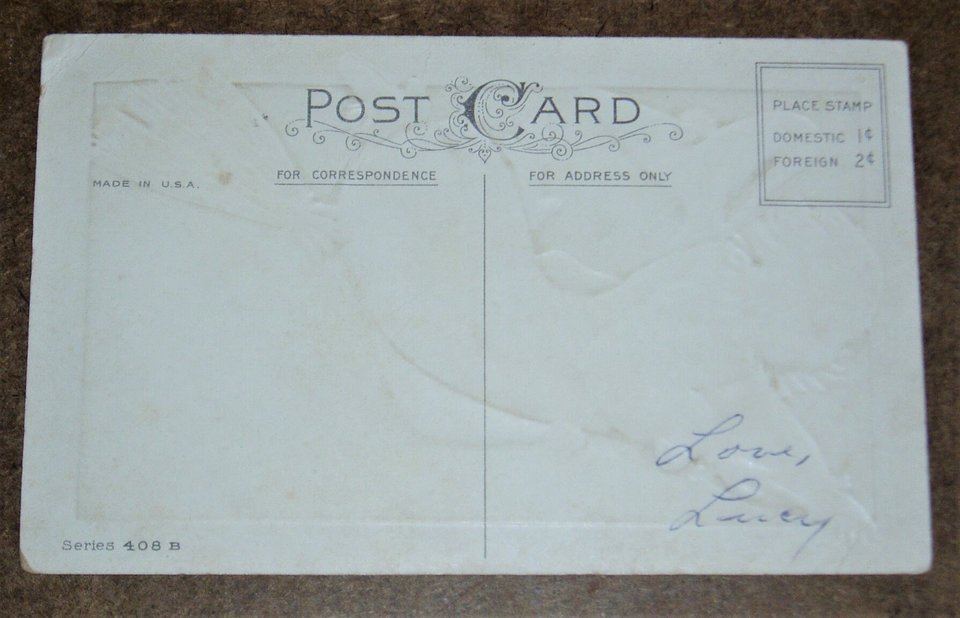 POST CARD
PLACE STAMP
DOMESTIC 1¢
FOREIGN 2¢
MADE IN U.S.A.
FOR CORRESPONDENCE
FOR ADDRESS ONLY
Love,
Lucy
Series 408 B